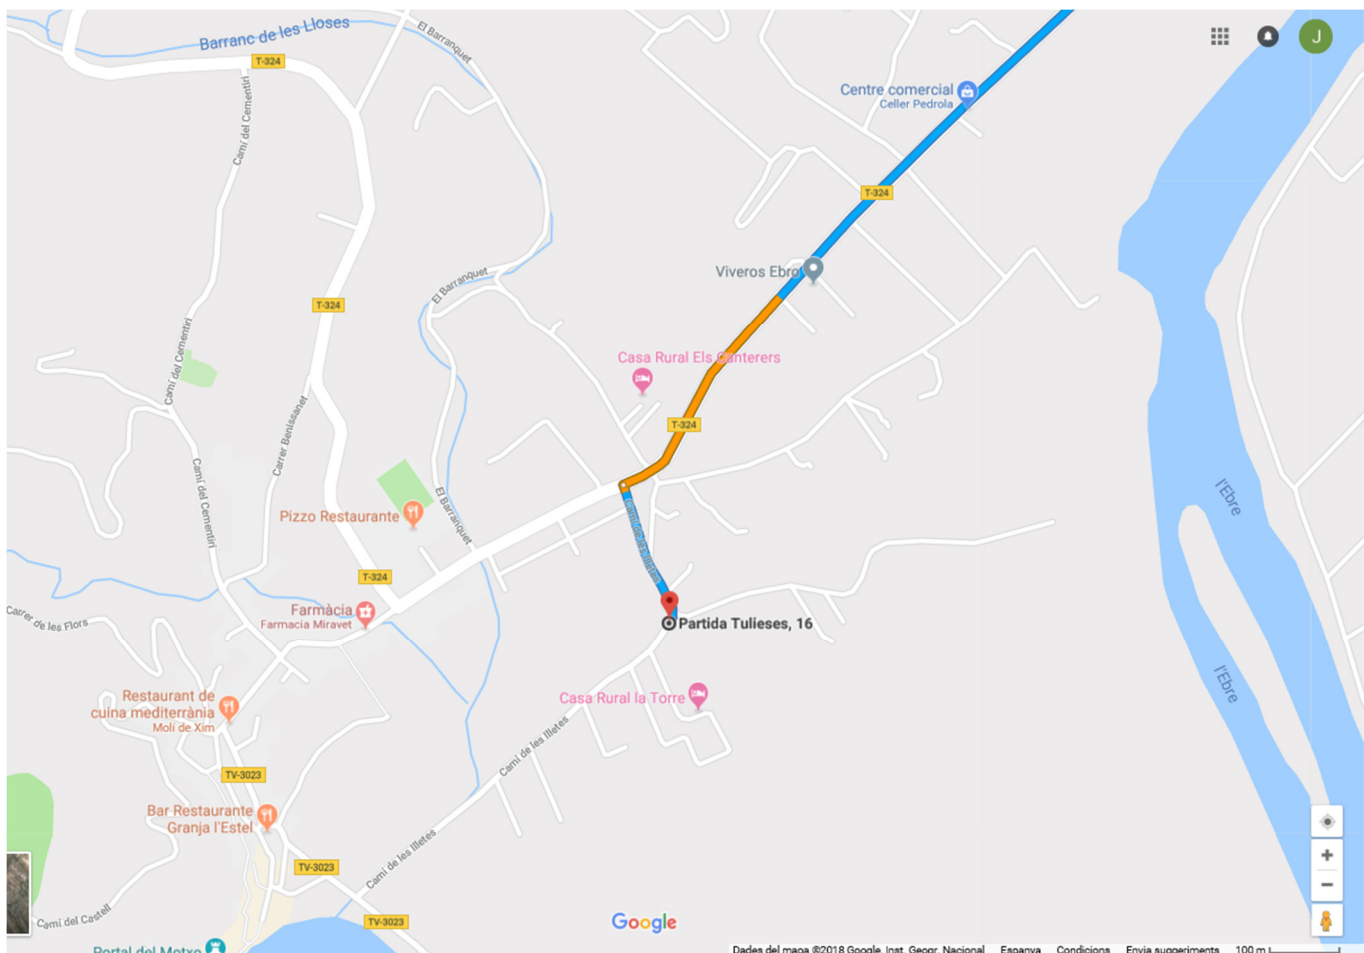 Barranc de les Lloses
El Barranquet
T-324
J
Camí del Cementiri
Centre comercial
Celler Pedrola
T-324
El Barranquet
Viveros Ebro
T-324
Camí del Cementiri
Casa Rural Els Canterers
Carrer Benissanet
T-324
Camí del Cementiri
El Barranquet
l'Ebre
Pizzo Restaurante
T-324
Farmàcia
Farmacia Miravet
Carrer de les Flors
Partida Tulieses, 16
l'Ebre
Restaurant de
cuina mediterrània
Molí de Xim
Casa Rural la Torre
Camí de les Illetes
TV-3023
Bar Restaurante
Granja l'Estel
Camí de les Illetes
TV-3023
Camí del Castell
TV-3023
Google
Portal del Motxo
Dades del mapa ©2018 Google, Inst. Geogr. Nacional Espanya Condicions Envia suggeriments 100 m